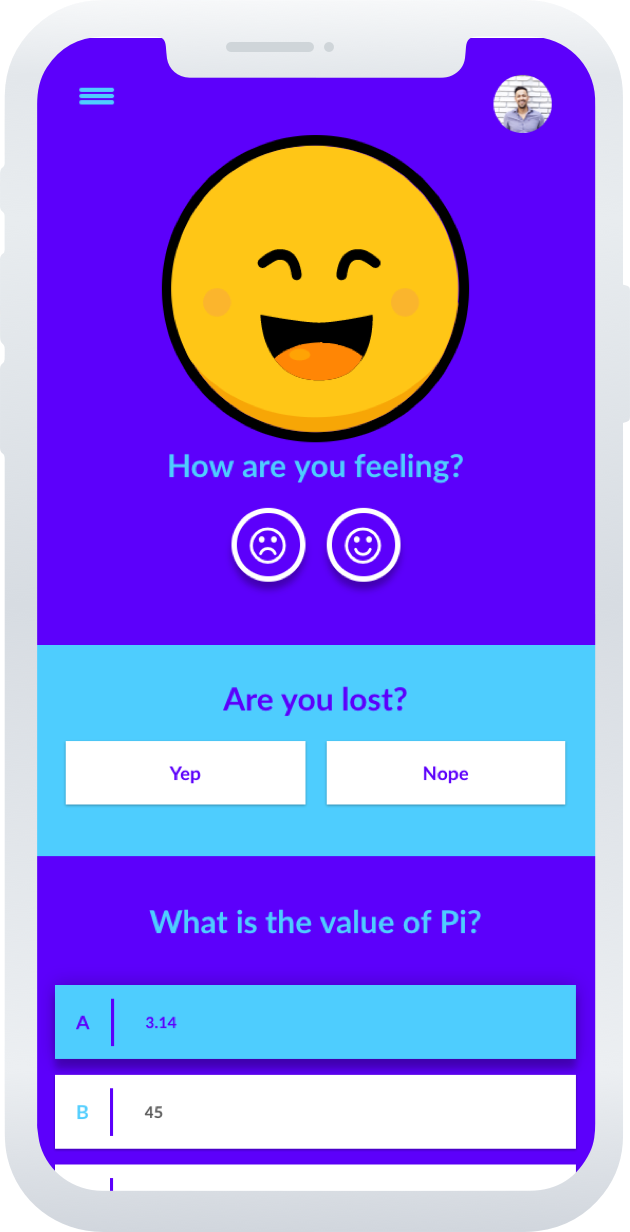 How are you feeling?
Are you lost?
Yep
Nope
What is the value of Pi?
A
3.14
B
45